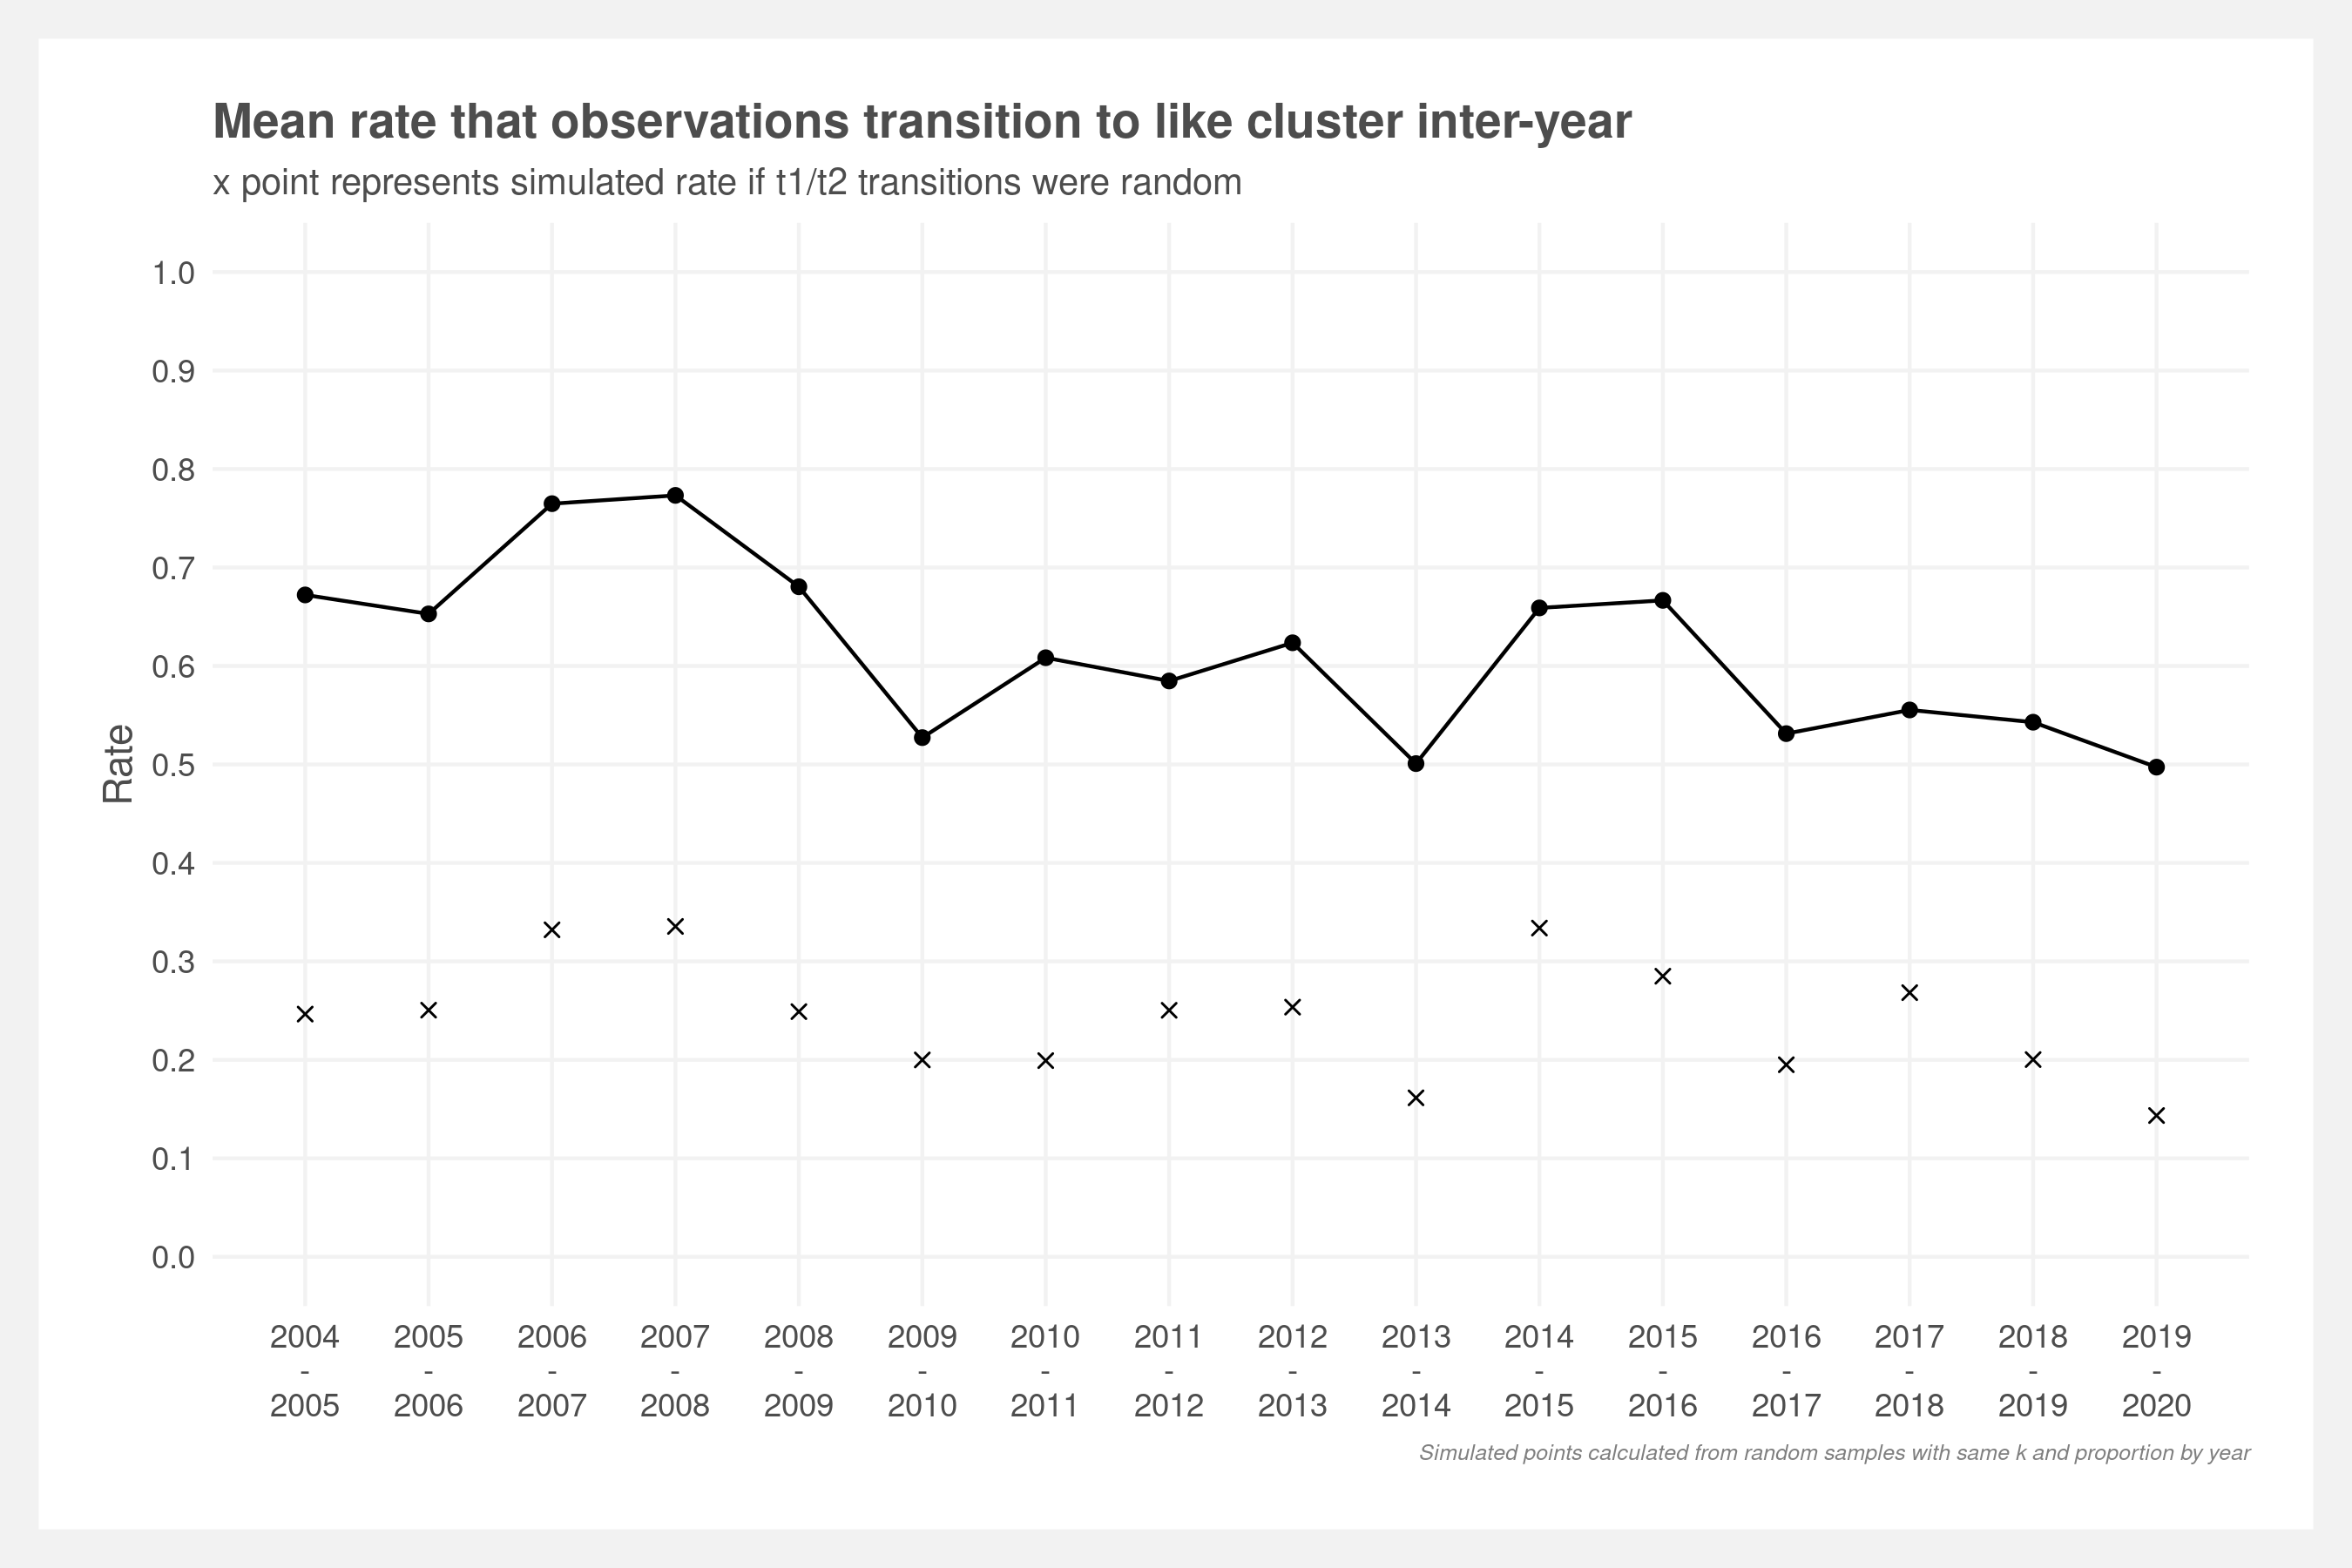 Mean rate that observations transition to like cluster inter-year
x point represents simulated rate if t1/t2 transitions were random
1.0
0.9
0.8
0.7
0.6
0.5
0.4
0.3
0.2
0.1
0.0
Rate
2004 2005 2006 2007 2008 2009 2010 2011 2012 2013 2014 2015 2016 2017 2018 2019
- - - - - - - - - - - - - - - -
2005 2006 2007 2008 2009 2010 2011 2012 2013 2014 2015 2016 2017 2018 2019 2020
Simulated points calculated from random samples with same k and proportion by year